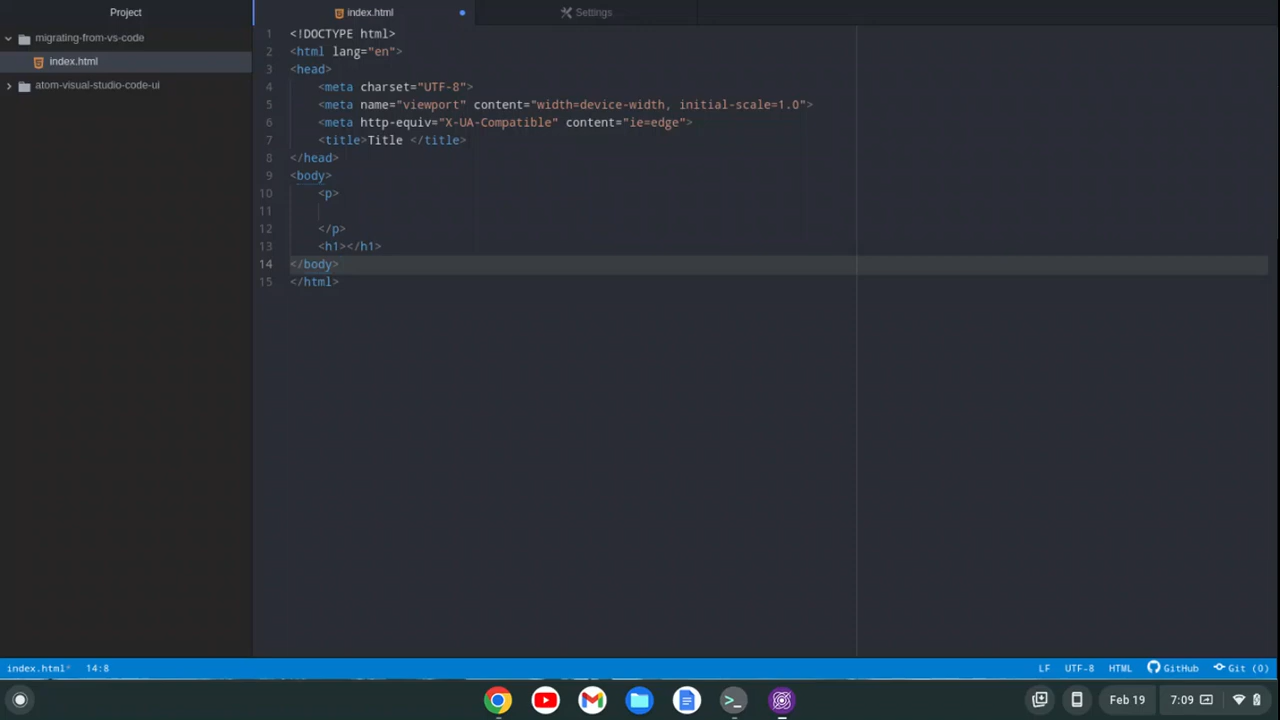 Project
index.html
Settings
migrating-from-vs-code
index.html
atom-visual-studio-code-ui
1 <!DOCTYPE html>
2 <html lang="en">
3 <head>
4 <meta charset="UTF-8">
5 <meta name="viewport" content="width=device-width, initial-scale=1.0">
6 <meta http-equiv="X-UA-Compatible" content="ie=edge">
7 <title>Title </title>
8 </head>
9 <body>
10 <p>
11
12 </p>
13 <h1></h1>
14 </body>
15 </html>
index.html* 14:8
LF UTF-8 HTML GitHub Git (0)
>_
Feb 19 7:09